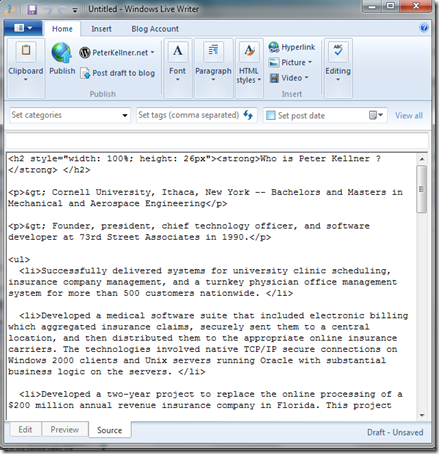 Untitled - Windows Live Writer
Home Insert Blog Account
Clipboard
Publish
PeterKellner.net
Post draft to blog
Publish
Font
Paragraph
HTML
styles
Hyperlink
Picture
Video
Insert
Editing
Set categories Set tags (comma separated) Set post date View all
<h2 style="width: 100%; height: 26px"><strong>Who is Peter Kellner ?
</strong> </h2>
<p>&gt; Cornell University, Ithaca, New York -- Bachelors and Masters in
Mechanical and Aerospace Engineering</p>
<p>&gt; Founder, president, chief technology officer, and software
developer at 73rd Street Associates in 1990.</p>
<ul>
<li>Successfully delivered systems for university clinic scheduling,
insurance company management, and a turnkey physician office management
system for more than 500 customers nationwide. </li>
<li>Developed a medical software suite that included electronic billing
which aggregated insurance claims, securely sent them to a central
location, and then distributed them to the appropriate online insurance
carriers. The technologies involved native TCP/IP secure connections on
Windows 2000 clients and Unix servers running Oracle with substantial
business logic on the servers. </li>
<li>Developed a two-year project to replace the online processing of a
$200 million annual revenue insurance company in Florida. This project
Edit Preview Source Draft - Unsaved